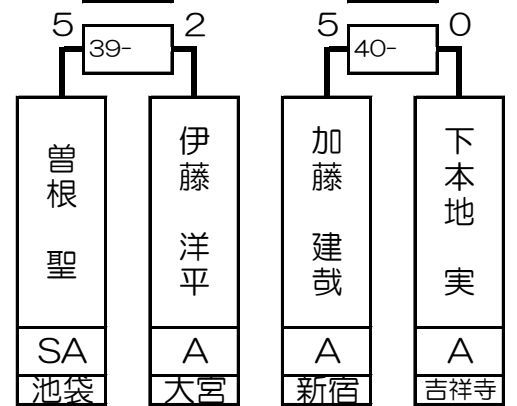 5 2 5 0
39- 40-
曽根 聖
伊藤 洋平
加藤 建哉
下本地 実
SA A A A
池袋 大宮 新宿 吉祥寺